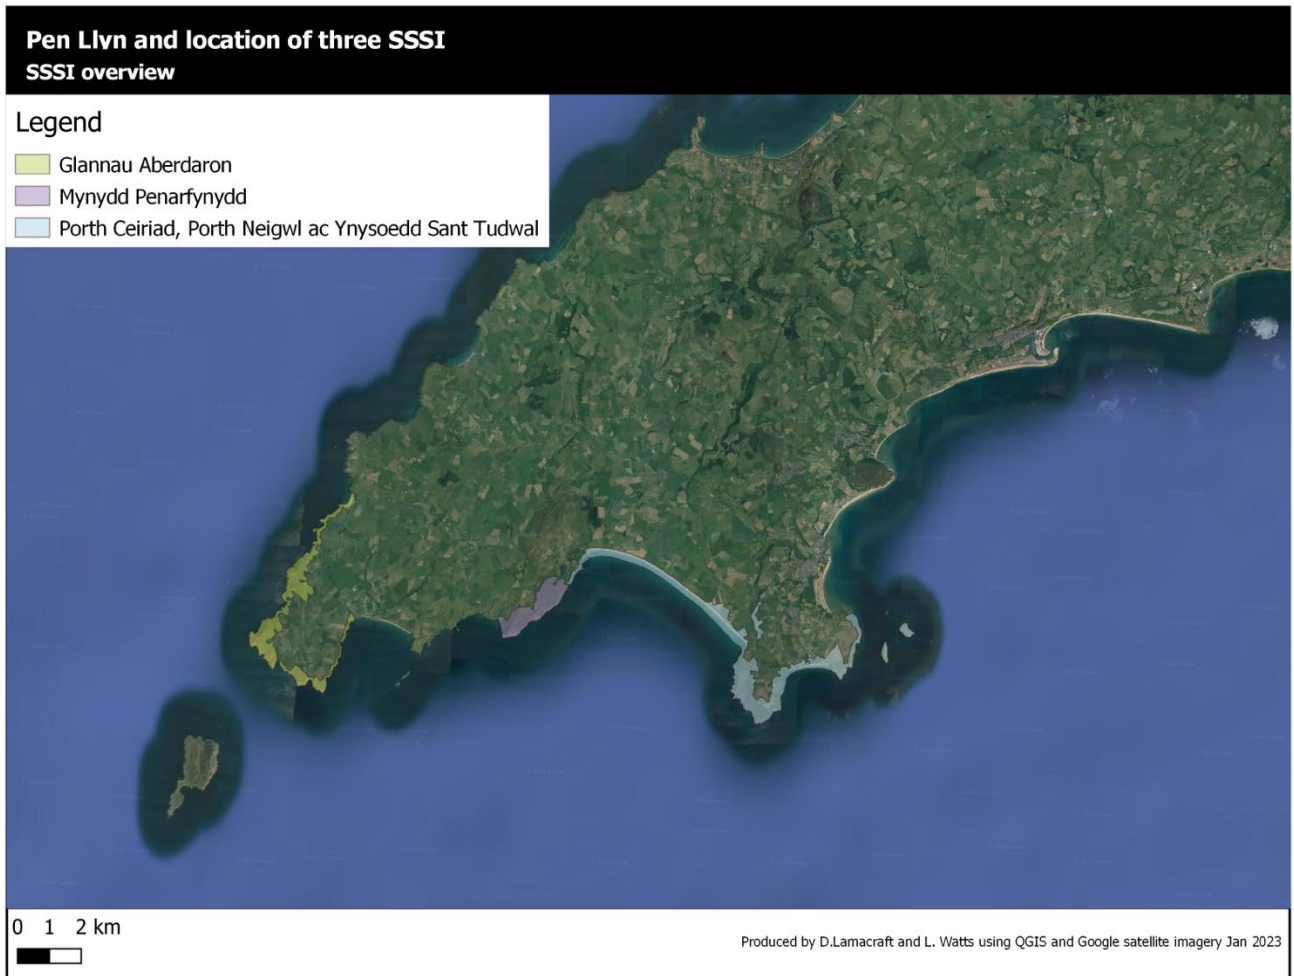 Pen Llyn and location of three SSSI
SSSI overview
Legend
Glannau Aberdaron
Mynydd Penarfynydd
Porth Ceiriad, Porth Neigwl ac Ynysoedd Sant Tudwal
0 1 2 km
Produced by D.Lamacraft and L. Watts using QGIS and Google satellite imagery Jan 2023